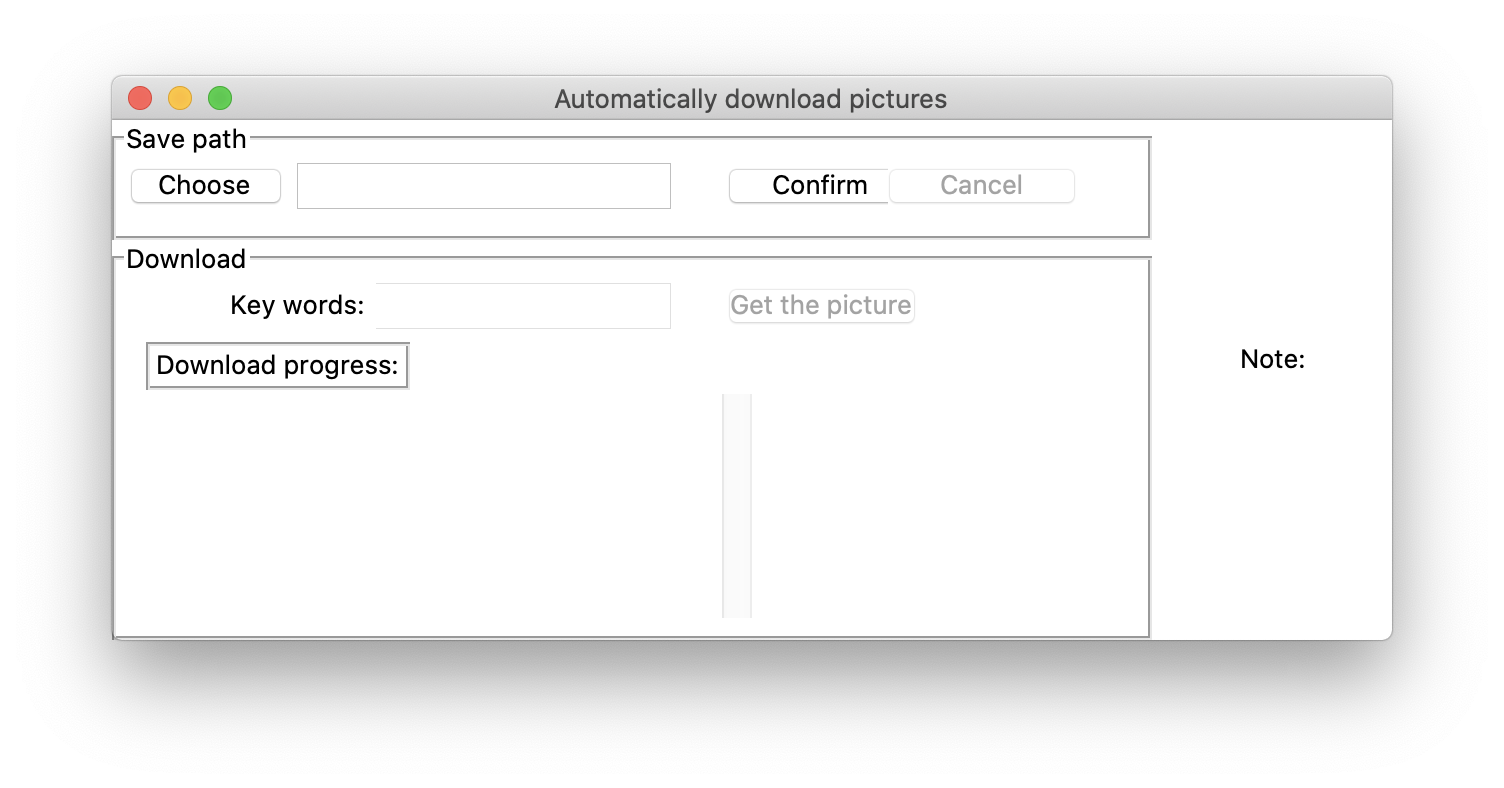 Automatically download pictures
Save path
Choose
Confirm
Cancel
Download
Key words:
Get the picture
Download progress:
Note: